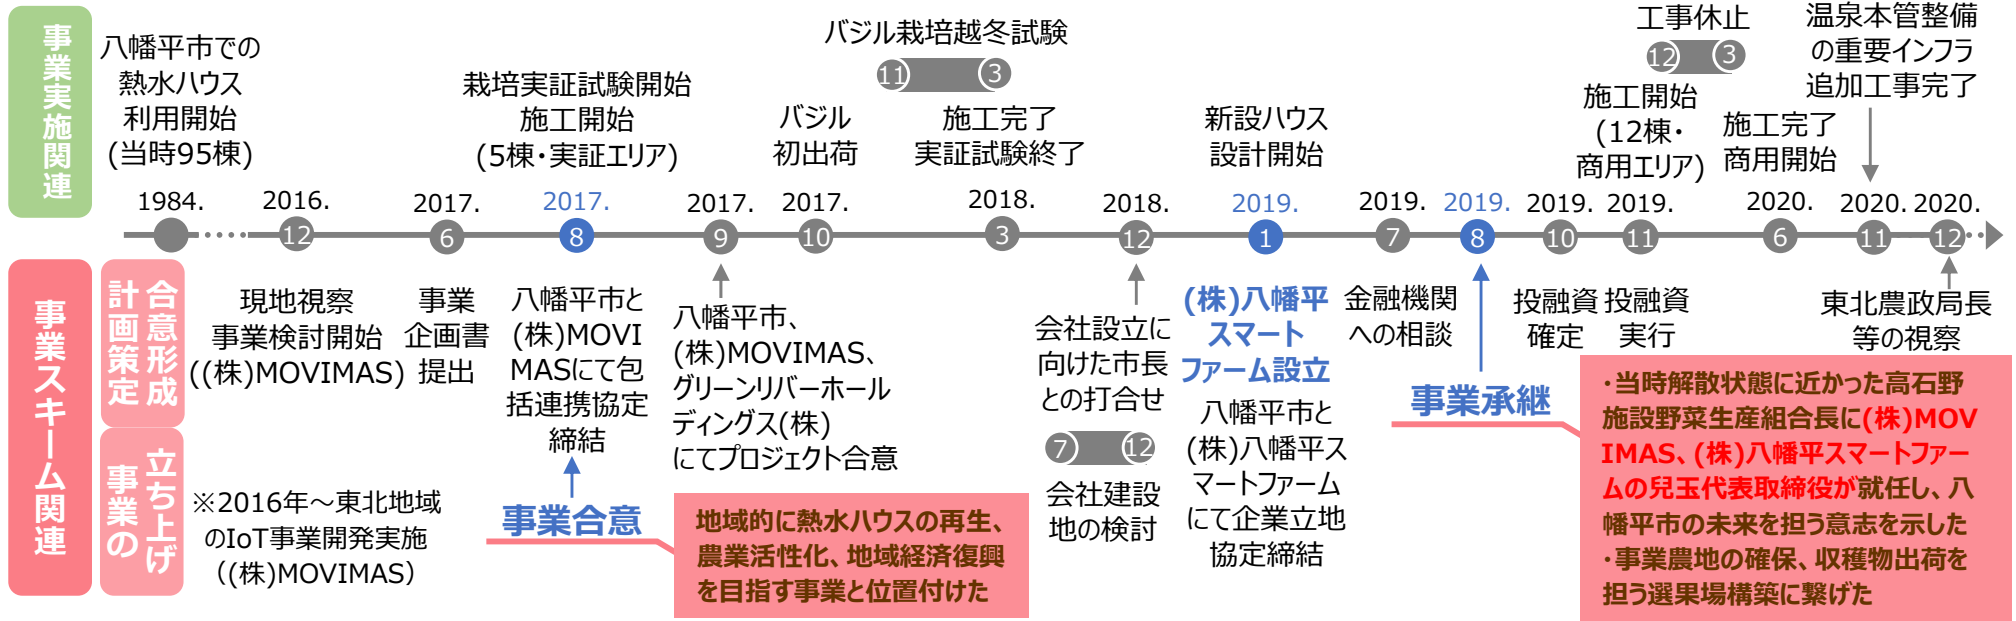 事業実施関連
八幡平市での
熱水ハウス
利用開始
(当時95棟)
栽培実証試験開始
施工開始
(5棟・実証エリア)
バジル
初出荷
バジル栽培越冬試験
11 3
施工完了
実証試験終了
新設ハウス
設計開始
工事休止
12 3
施工開始
(12棟・
商用エリア)
施工完了
商用開始
温泉本管整備
の重要インフラ
追加工事完了
1984. 2016. 2017. 2017. 2017. 2017. 2018. 2018. 2019. 2019. 2019. 2019. 2019. 2020. 2020. 2020.
12 6 8 9 10 3 12 1 7 8 10 11 6 11 12
事業スキーム関連
合意形成
計画策定
立ち上げ
事業の
現地視察
事業検討開始
((株)MOVIMAS)
事業
企画書
提出
八幡平市と
(株)MOVI
MASにて包
括連携協定
締結
事業合意
※2016年～東北地域
のIoT事業開発実施
((株)MOVIMAS)
八幡平市、
(株)MOVIMAS、
グリーンリバーホール
ディングス(株)
にてプロジェクト合意
地域的に熱水ハウスの再生、
農業活性化、地域経済復興
を目指す事業と位置付けた
会社設立に
向けた市長
との打合せ
7 12
会社建設
地の検討
(株)八幡平
スマート
ファーム設立
八幡平市と
(株)八幡平ス
マートファーム
にて企業立地
協定締結
金融機関
への相談
事業承継
投融資
確定
投融資
実行
東北農政局長
等の視察
・当時解散状態に近かった高石野
施設野菜生産組合長に(株)MOV
IMAS、(株)八幡平スマートファー
ムの兒玉代表取締役が就任し、八
幡平市の未来を担う意志を示した
・事業農地の確保、収穫物出荷を
担う選果場構築に繋げた